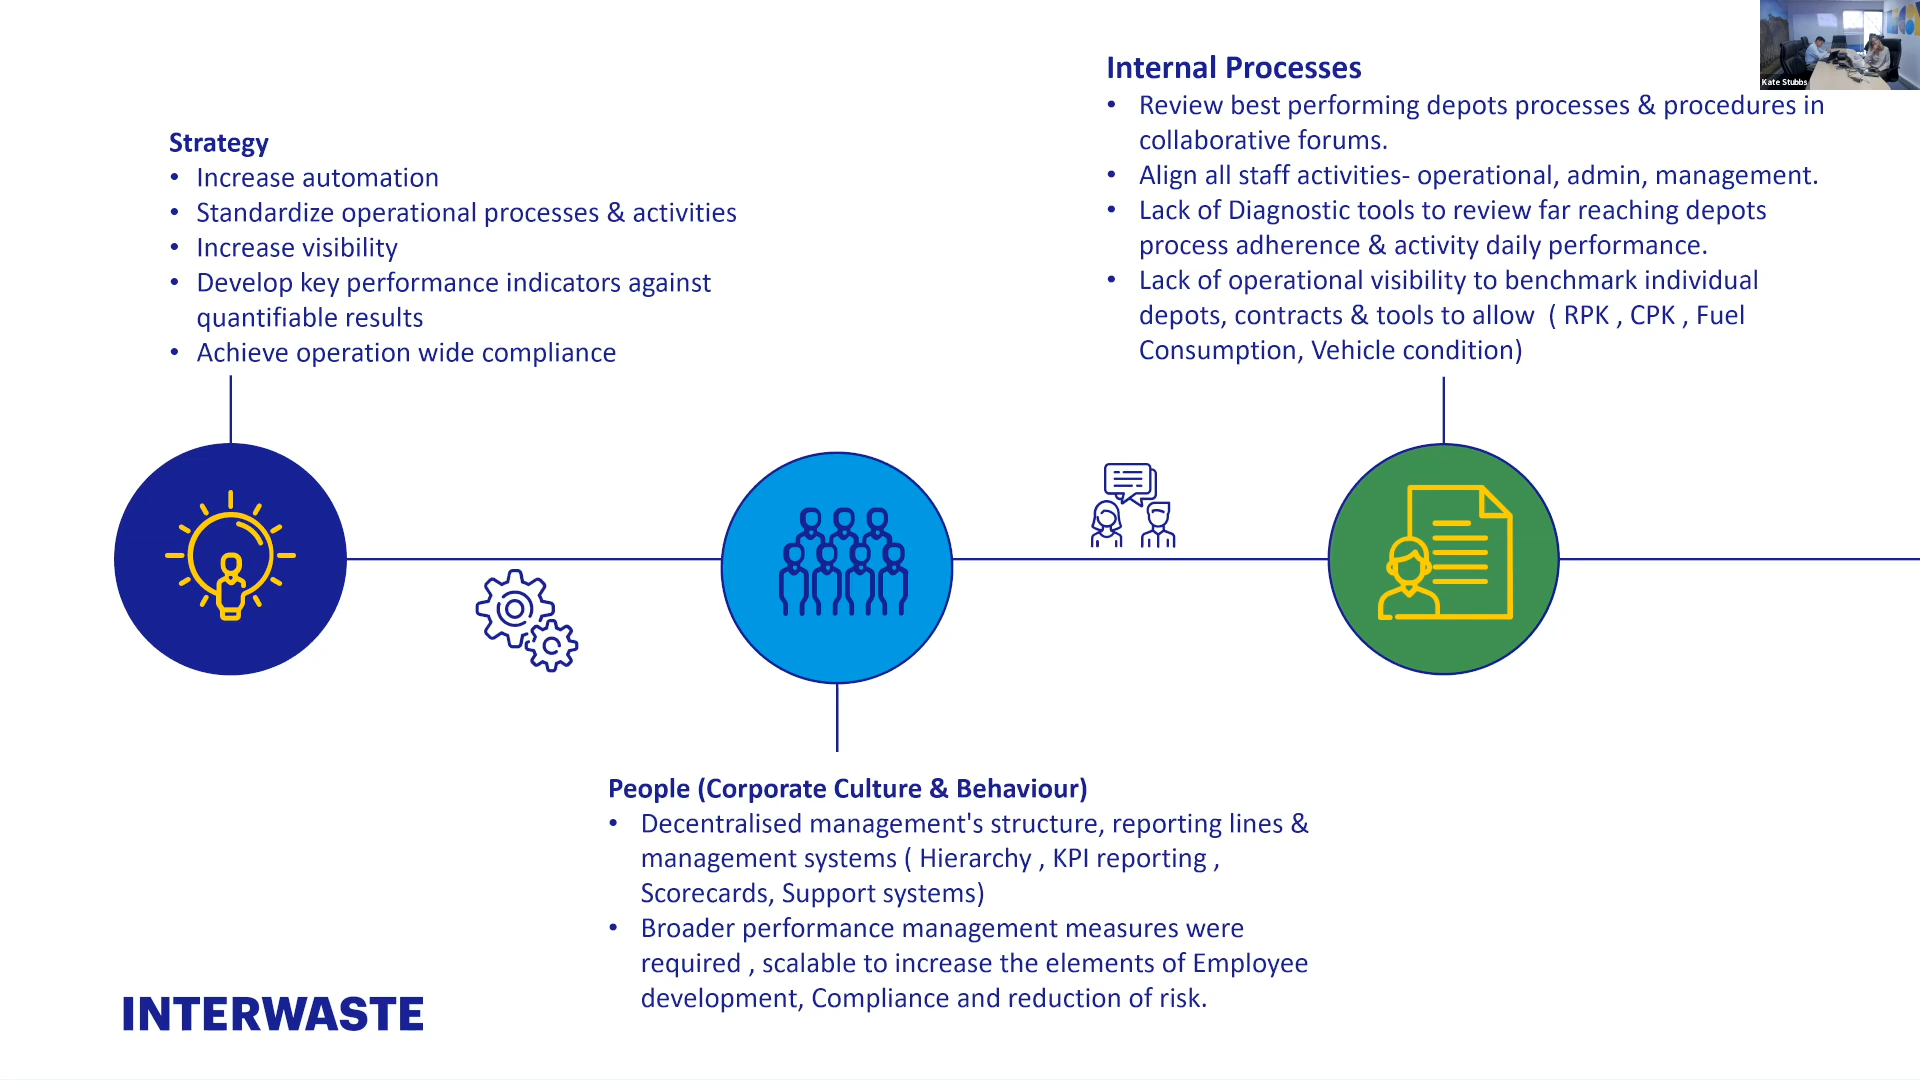 Kate Stubbs
Strategy
• Increase automation
• Standardize operational processes & activities
• Increase visibility
• Develop key performance indicators against
quantifiable results
• Achieve operation wide compliance
Internal Processes
• Review best performing depots processes & procedures in
collaborative forums.
• Align all staff activities- operational, admin, management.
• Lack of Diagnostic tools to review far reaching depots
process adherence & activity daily performance.
• Lack of operational visibility to benchmark individual
depots, contracts & tools to allow ( RPK , CPK , Fuel
Consumption, Vehicle condition)
People (Corporate Culture & Behaviour)
• Decentralised management's structure, reporting lines &
management systems ( Hierarchy , KPI reporting ,
Scorecards, Support systems)
• Broader performance management measures were
required , scalable to increase the elements of Employee
development, Compliance and reduction of risk.
INTERWASTE